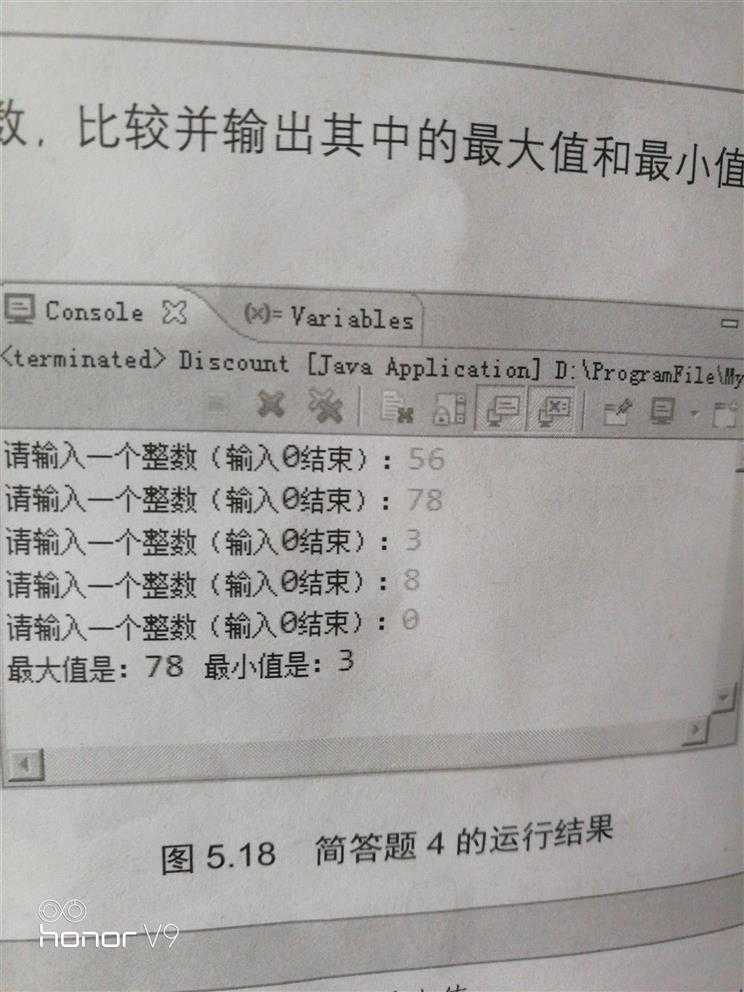 数，比较并输出其中的最大值和最小值
Console
(x)= Variables
<terminated> Discount [Java Application] D:\ProgramFile\My
请输入一个整数（输入0结束）：56
请输入一个整数（输入0结束）：78
请输入一个整数（输入0结束）：3
请输入一个整数（输入0结束）：8
请输入一个整数（输入0结束）：0
最大值是：78 最小值是：3
图 5.18 简答题 4 的运行结果
honor V9